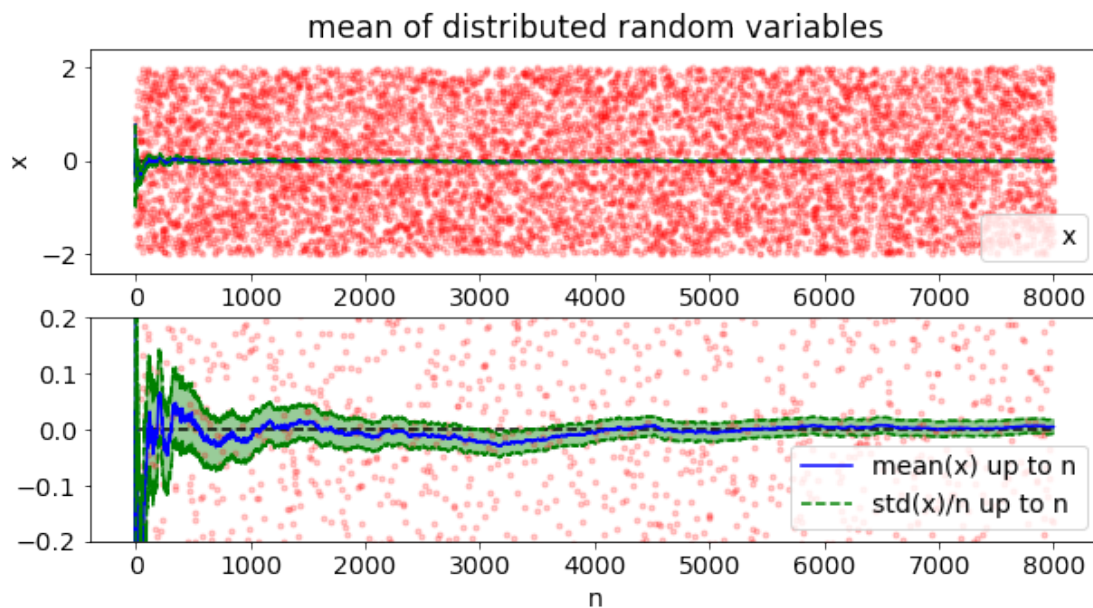 mean of distributed random variables
2
0
−2
x
x
0 1000 2000 3000 4000 5000 6000 7000 8000
0.2
0.1
0.0
−0.1
−0.2
mean(x) up to n
std(x)/n up to n
0 1000 2000 3000 4000 5000 6000 7000 8000
n